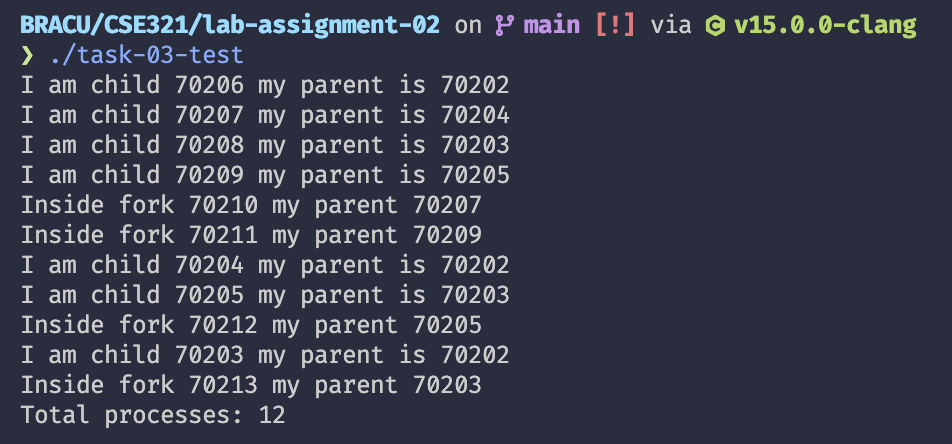 BRACU/CSE321/lab-assignment-02 on main [!] via C v15.0.0-clang
❯ ./task-03-test
I am child 70206 my parent is 70202
I am child 70207 my parent is 70204
I am child 70208 my parent is 70203
I am child 70209 my parent is 70205
Inside fork 70210 my parent 70207
Inside fork 70211 my parent 70209
I am child 70204 my parent is 70202
I am child 70205 my parent is 70203
Inside fork 70212 my parent 70205
I am child 70203 my parent is 70202
Inside fork 70213 my parent 70203
Total processes: 12